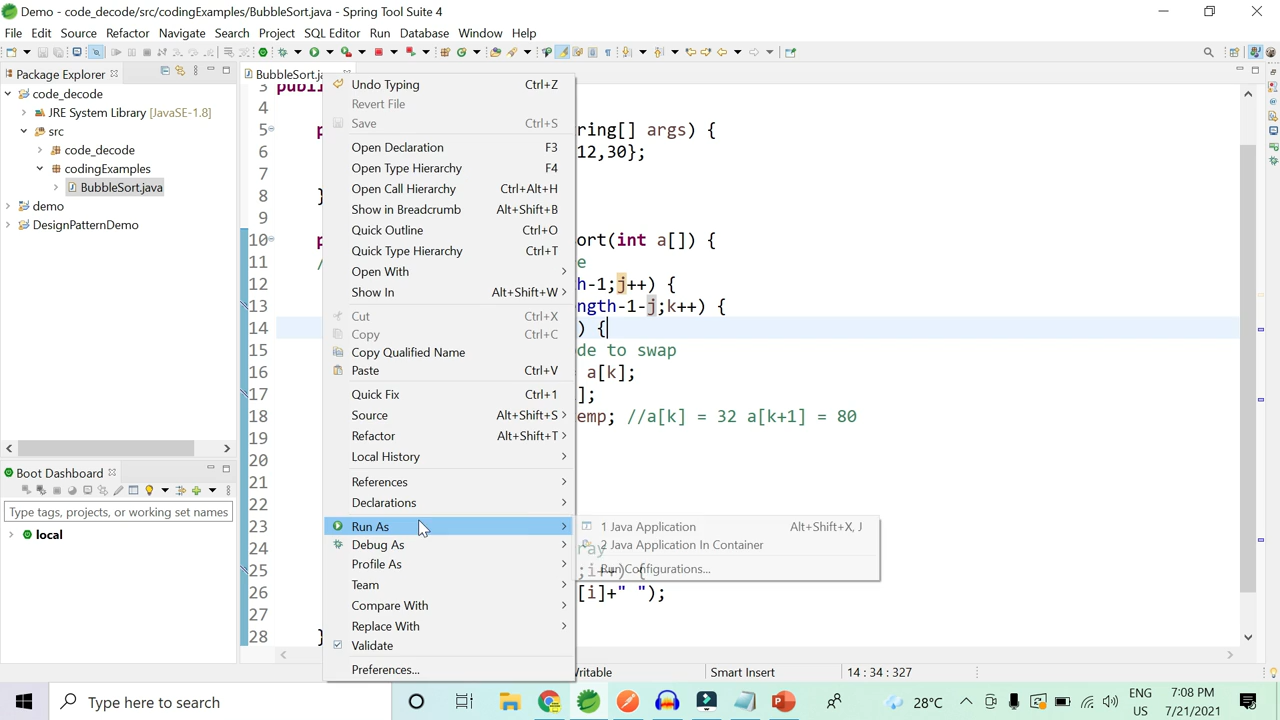 Demo - code_decode/src/codingExamples/BubbleSort.java - Spring Tool Suite 4
File Edit Source Refactor Navigate Search Project SQL Editor Run Database Window Help
Package Explorer
code_decode
JRE System Library [JavaSE-1.8]
src
code_decode
codingExamples
BubbleSort.java
demo
DesignPatternDemo
Boot Dashboard
Type tags, projects, or working set names
local
BubbleSort.ja
3 publi
4
5 p ring[] args) {
6 12,30};
7
8 }
9
10 p ort(int a[]) {
11 / e
12 h-1;j++) {
13 ngth-1-j;k++) {
14 ) {
15 de to swap
16 a[k];
17 ];
18 emp; //a[k] = 32 a[k+1] = 80
19
20
21
22
23
24 ray
25 ;i++) {
26 [i]+" ");
27
28 }
Undo Typing Ctrl+Z
Revert File
Save Ctrl+S
Open Declaration F3
Open Type Hierarchy F4
Open Call Hierarchy Ctrl+Alt+H
Show in Breadcrumb Alt+Shift+B
Quick Outline Ctrl+O
Quick Type Hierarchy Ctrl+T
Open With
Show In Alt+Shift+W
Cut Ctrl+X
Copy Ctrl+C
Copy Qualified Name
Paste Ctrl+V
Quick Fix Ctrl+1
Source Alt+Shift+S
Refactor Alt+Shift+T
Local History
References
Declarations
Run As
Debug As
Profile As
Team
Compare With
Replace With
Validate
Preferences...
1 Java Application Alt+Shift+X, J
2 Java Application In Container
Run Configurations...
ritable Smart Insert 14 : 34 : 327
Type here to search
28°C
ENG
US
7:08 PM
7/21/2021